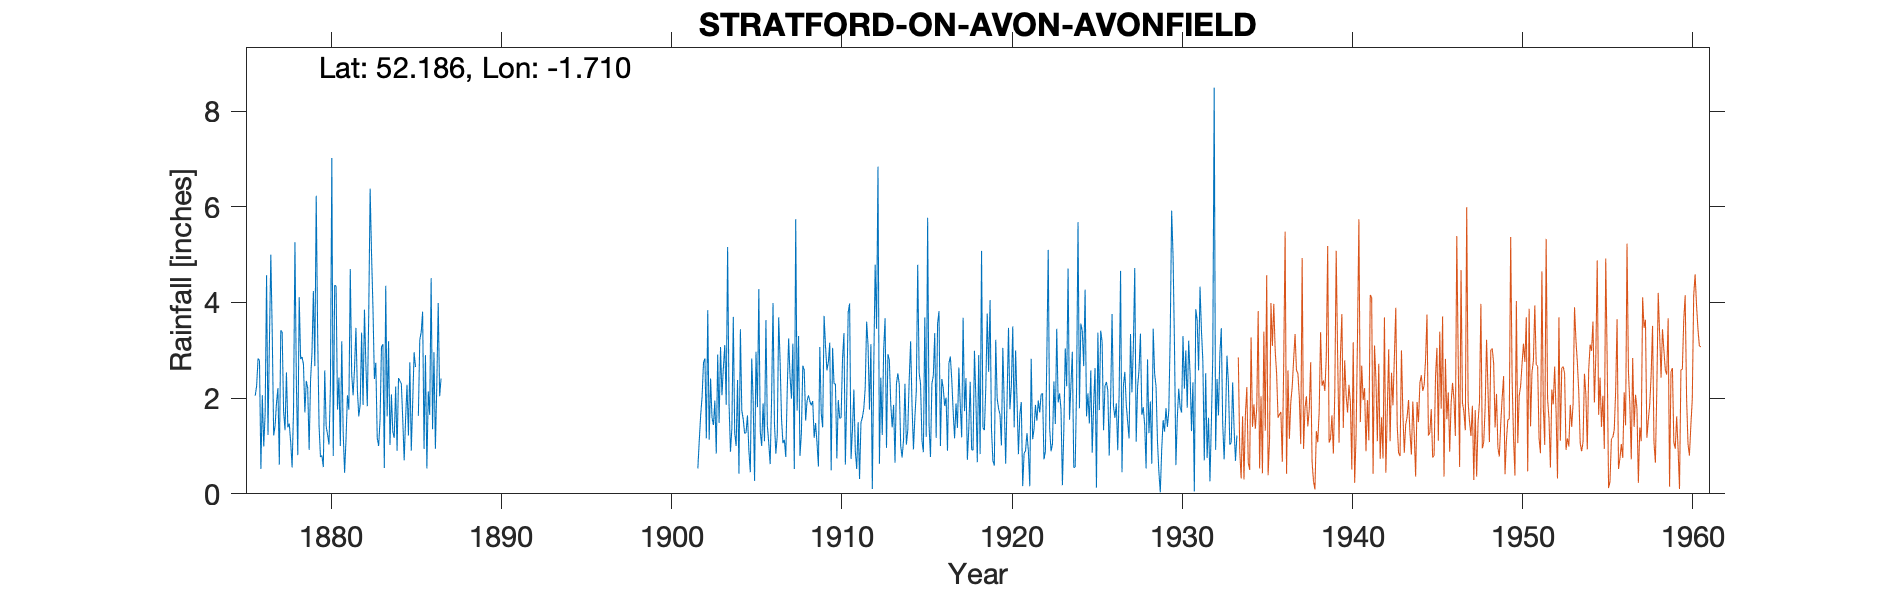 STRATFORD-ON-AVON-AVONFIELD
Lat: 52.186, Lon: -1.710
Rainfall [inches]
8
6
4
2
0
1880 1890 1900 1910 1920 1930 1940 1950 1960
Year